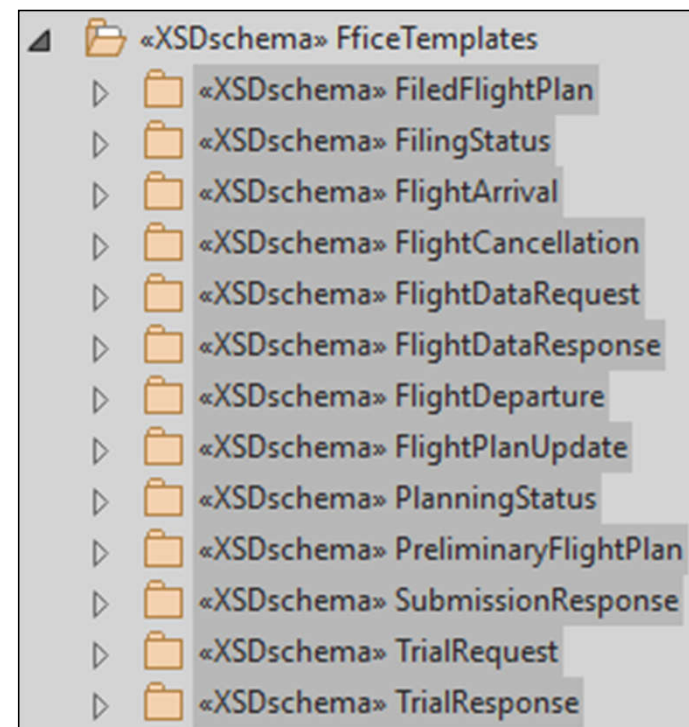 «XSDschema» FficeTemplates
«XSDschema» FiledFlightPlan
«XSDschema» FilingStatus
«XSDschema» FlightArrival
«XSDschema» FlightCancellation
«XSDschema» FlightDataRequest
«XSDschema» FlightDataResponse
«XSDschema» FlightDeparture
«XSDschema» FlightPlanUpdate
«XSDschema» PlanningStatus
«XSDschema» PreliminaryFlightPlan
«XSDschema» SubmissionResponse
«XSDschema» TrialRequest
«XSDschema» TrialResponse